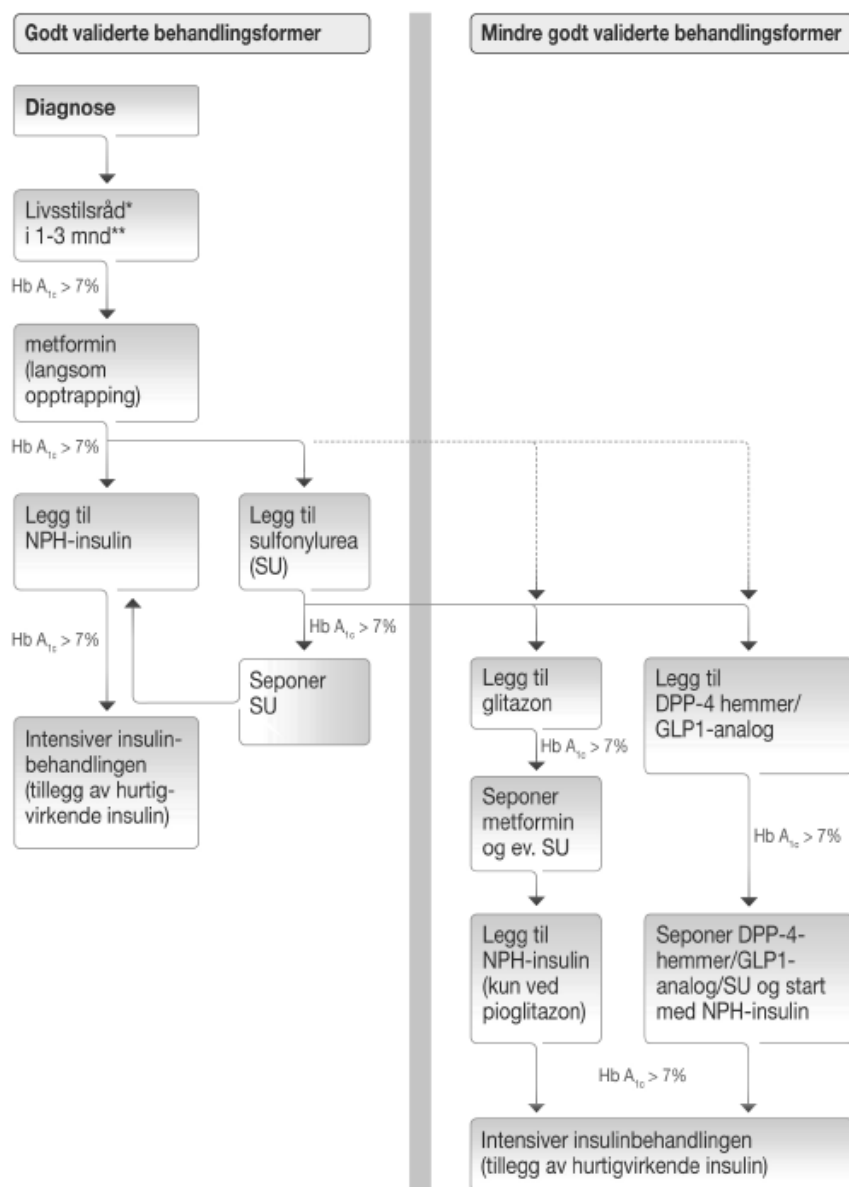 Godt validerte behandlingsformer
Mindre godt validerte behandlingsformer
Diagnose
Livsstilsråd*
i 1-3 mnd**
Hb A1c > 7%
metformin
(langsom
opptrapping)
Hb A1c > 7%
Legg til
NPH-insulin
Legg til
sulfonylurea
(SU)
Hb A1c > 7%
Hb A1c > 7%
Seponer
SU
Intensiver insulin-
behandlingen
(tillegg av hurtig-
virkende insulin)
Legg til
glitazon
Hb A1c > 7%
Seponer
metformin
og ev. SU
Legg til
NPH-insulin
(kun ved
pioglitazon)
Legg til
DPP-4 hemmer/
GLP1-analog
Hb A1c > 7%
Seponer DPP-4-
hemmer/GLP1-
analog/SU og start
med NPH-insulin
Hb A1c > 7%
Intensiver insulinbehandlingen
(tillegg av hurtigvirkende insulin)